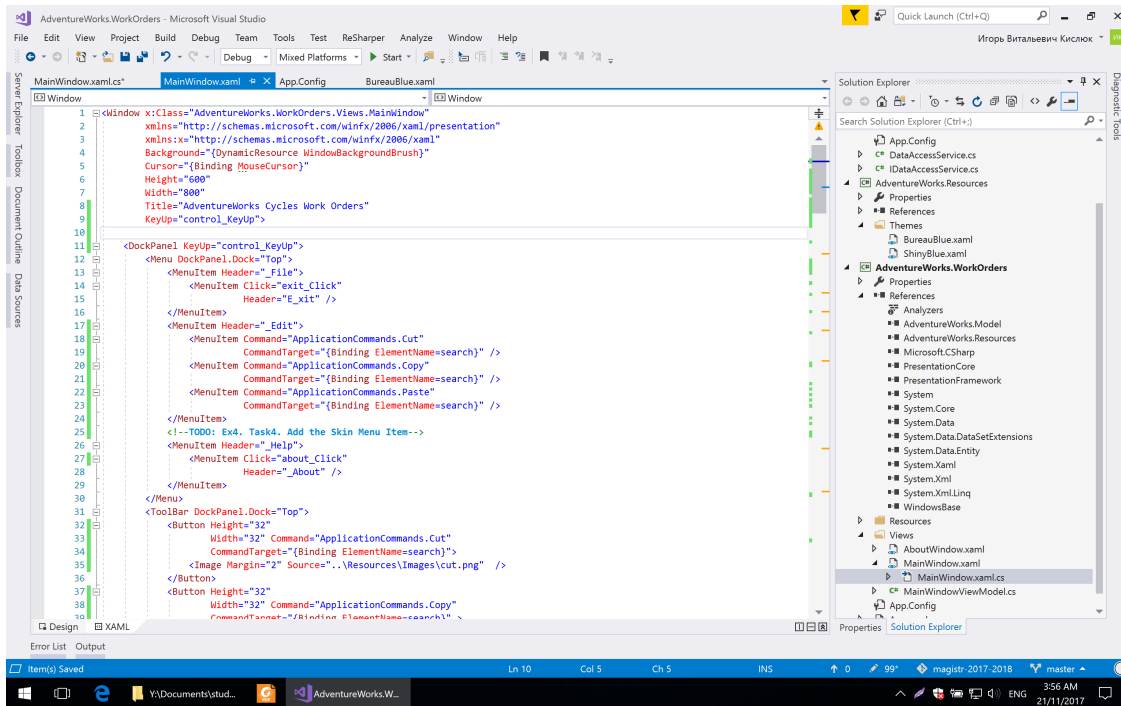 AdventureWorks.WorkOrders - Microsoft Visual Studio
Quick Launch (Ctrl+Q)
File Edit View Project Build Debug Team Tools Test ReSharper Analyze Window Help
Игорь Витальевич Кислюк
Debug Mixed Platforms Start
Server Explorer
Toolbox
Document Outline
Data Sources
MainWindow.xaml.cs* MainWindow.xaml App.Config BureauBlue.xaml
Window Window
1 <Window x:Class="AdventureWorks.WorkOrders.Views.MainWindow"
2 xmlns="http://schemas.microsoft.com/winfx/2006/xaml/presentation"
3 xmlns:x="http://schemas.microsoft.com/winfx/2006/xaml"
4 Background="{DynamicResource WindowBackgroundBrush}"
5 Cursor="{Binding MouseCursor}"
6 Height="600"
7 Width="800"
8 Title="AdventureWorks Cycles Work Orders"
9 KeyUp="control_KeyUp">
10
11 <DockPanel KeyUp="control_KeyUp">
12 <Menu DockPanel.Dock="Top">
13 <MenuItem Header="_File">
14 <MenuItem Click="exit_Click"
15 Header="E_xit" />
16 </MenuItem>
17 <MenuItem Header="_Edit">
18 <MenuItem Command="ApplicationCommands.Cut"
19 CommandTarget="{Binding ElementName=search}" />
20 <MenuItem Command="ApplicationCommands.Copy"
21 CommandTarget="{Binding ElementName=search}" />
22 <MenuItem Command="ApplicationCommands.Paste"
23 CommandTarget="{Binding ElementName=search}" />
24 </MenuItem>
25 <!--TODO: Ex4. Task4. Add the Skin Menu Item-->
26 <MenuItem Header="_Help">
27 <MenuItem Click="about_Click"
28 Header="_About" />
29 </MenuItem>
30 </Menu>
31 <ToolBar DockPanel.Dock="Top">
32 <Button Height="32"
33 Width="32" Command="ApplicationCommands.Cut"
34 CommandTarget="{Binding ElementName=search}">
35 <Image Margin="2" Source="..\Resources\Images\cut.png" />
36 </Button>
37 <Button Height="32"
38 Width="32" Command="ApplicationCommands.Copy"
39 CommandTarget="{Binding ElementName=search}" >
Design XAML
Solution Explorer
Search Solution Explorer (Ctrl+;)
App.Config
C# DataAccessService.cs
C# IDataAccessService.cs
C# AdventureWorks.Resources
Properties
References
Themes
BureauBlue.xaml
ShinyBlue.xaml
C# AdventureWorks.WorkOrders
Properties
References
Analyzers
AdventureWorks.Model
AdventureWorks.Resources
Microsoft.CSharp
PresentationCore
PresentationFramework
System
System.Core
System.Data
System.Data.DataSetExtensions
System.Data.Entity
System.Xaml
System.Xml
System.Xml.Linq
WindowsBase
Resources
Views
AboutWindow.xaml
MainWindow.xaml
MainWindow.xaml.cs
C# MainWindowViewModel.cs
App.Config
Properties Solution Explorer
Diagnostic Tools
Error List Output
Item(s) Saved Ln 10 Col 5 Ch 5 INS 0 99* magistr-2017-2018 master
Y:\Documents\stud... AdventureWorks.W... ENG 3:56 AM
21/11/2017